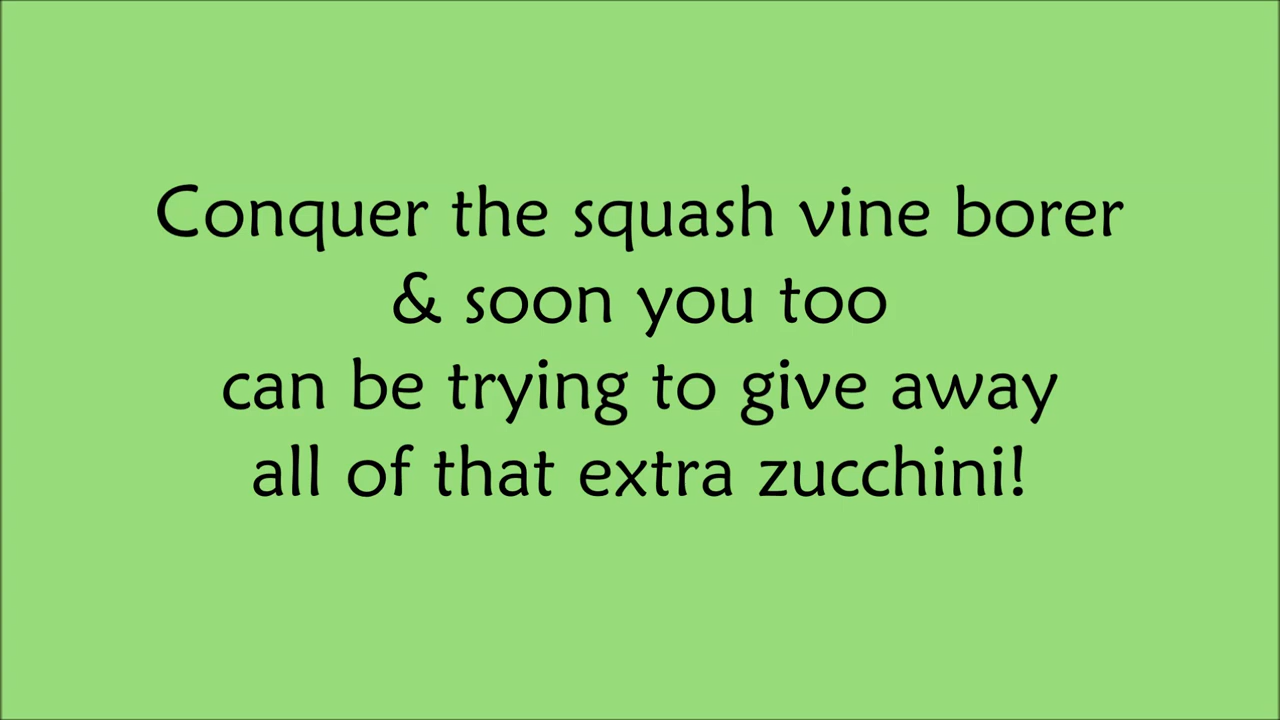 Conquer the squash vine borer
& soon you too
can be trying to give away
all of that extra zucchini!